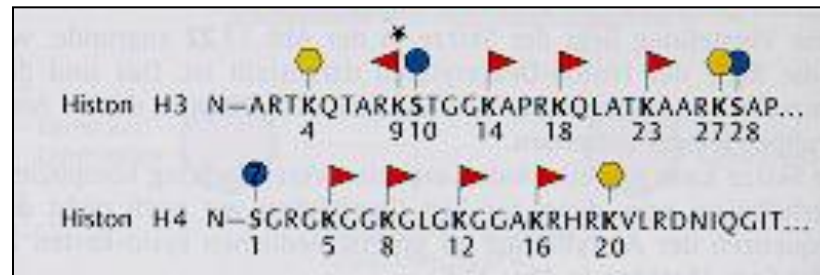 *
Histon H3 N–ARTKQTARKSTGGKAPRKQLATKAARKSAP...
4 9 10 14 18 23 27 28
Histon H4 N–SGRGKGGKGLGKGGAKRHRKVLRDNIQGIT...
1 5 8 12 16 20